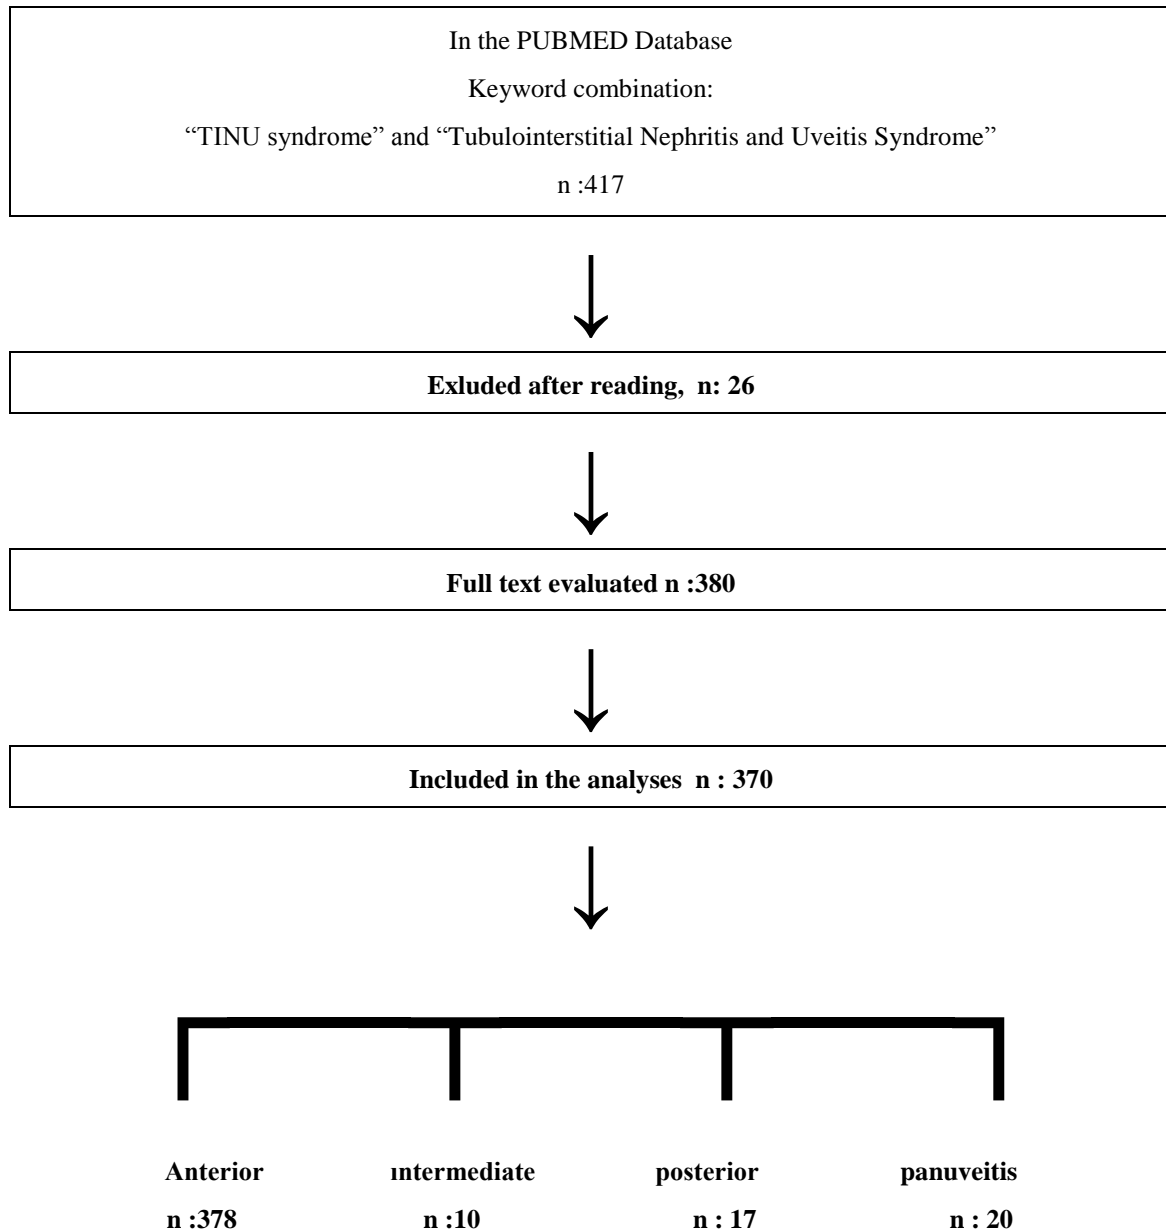 In the PUBMED Database
Keyword combination:
“TINU syndrome” and “Tubulointerstitial Nephritis and Uveitis Syndrome”
n :417
Exluded after reading, n: 26
Full text evaluated n :380
Included in the analyses n : 370
Anterior ıntermediate posterior panuveitis
n :378 n :10 n : 17 n : 20